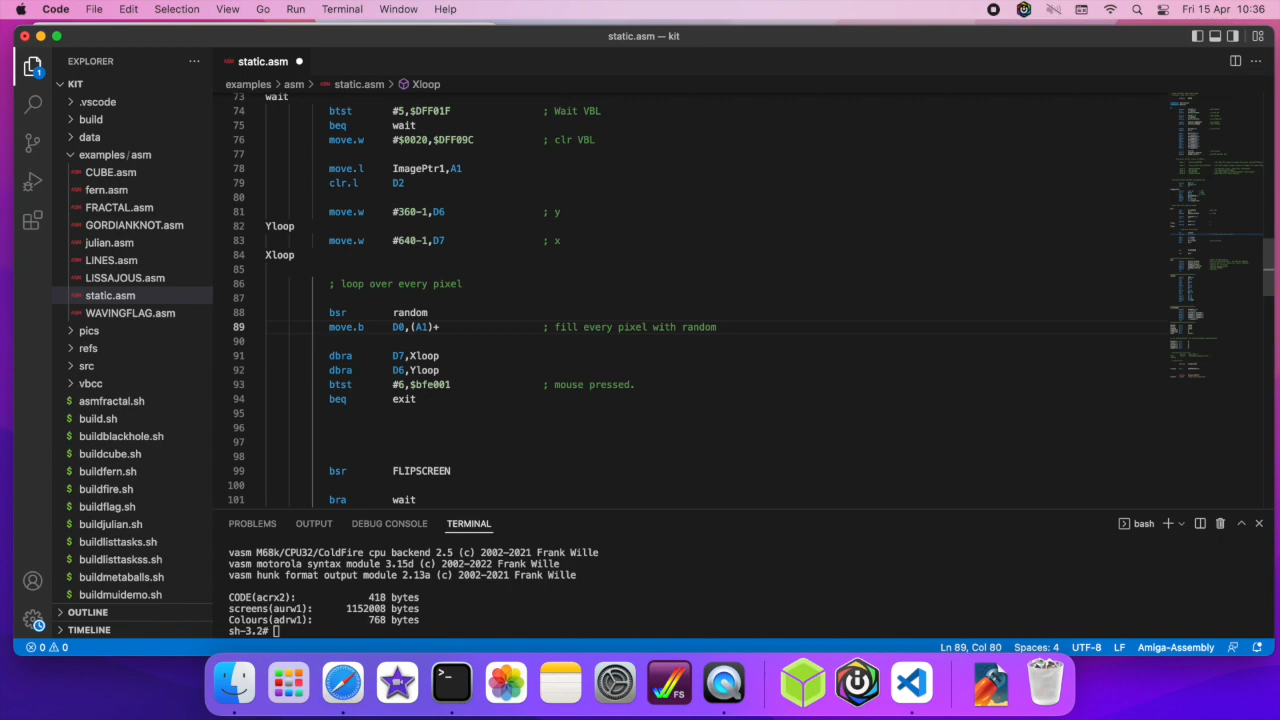 Code File Edit Selection View Go Run Terminal Window Help Fri 15 Apr 10:36
static.asm — kit
EXPLORER
KIT
.vscode
build
data
examples / asm
CUBE.asm
fern.asm
FRACTAL.asm
GORDIANKNOT.asm
julian.asm
LINES.asm
LISSAJOUS.asm
static.asm
WAVINGFLAG.asm
pics
refs
src
vbcc
asmfractal.sh
build.sh
buildblackhole.sh
buildcube.sh
buildfern.sh
buildfire.sh
buildflag.sh
buildjulian.sh
buildlisttasks.sh
buildlisttaskss.sh
buildmetaballs.sh
buildmuidemo.sh
OUTLINE
TIMELINE
static.asm
examples > asm > static.asm > Xloop
73 wait
74 btst #5,$DFF01F ; Wait VBL
75 beq wait
76 move.w #$0020,$DFF09C ; clr VBL
77
78 move.l ImagePtr1,A1
79 clr.l D2
80
81 move.w #360-1,D6 ; y
82 Yloop
83 move.w #640-1,D7 ; x
84 Xloop
85
86 ; loop over every pixel
87
88 bsr random
89 move.b D0,(A1)+ ; fill every pixel with random
90
91 dbra D7,Xloop
92 dbra D6,Yloop
93 btst #6,$bfe001 ; mouse pressed.
94 beq exit
95
96
97
98
99 bsr FLIPSCREEN
100
101 bra wait
PROBLEMS OUTPUT DEBUG CONSOLE TERMINAL bash
vasm M68k/CPU32/ColdFire cpu backend 2.5 (c) 2002-2021 Frank Wille
vasm motorola syntax module 3.15d (c) 2002-2022 Frank Wille
vasm hunk format output module 2.13a (c) 2002-2021 Frank Wille
CODE(acrx2): 418 bytes
screens(aurw1): 1152008 bytes
Colours(adrw1): 768 bytes
sh-3.2#
0 0 Ln 89, Col 80 Spaces: 4 UTF-8 LF Amiga-Assembly
FS